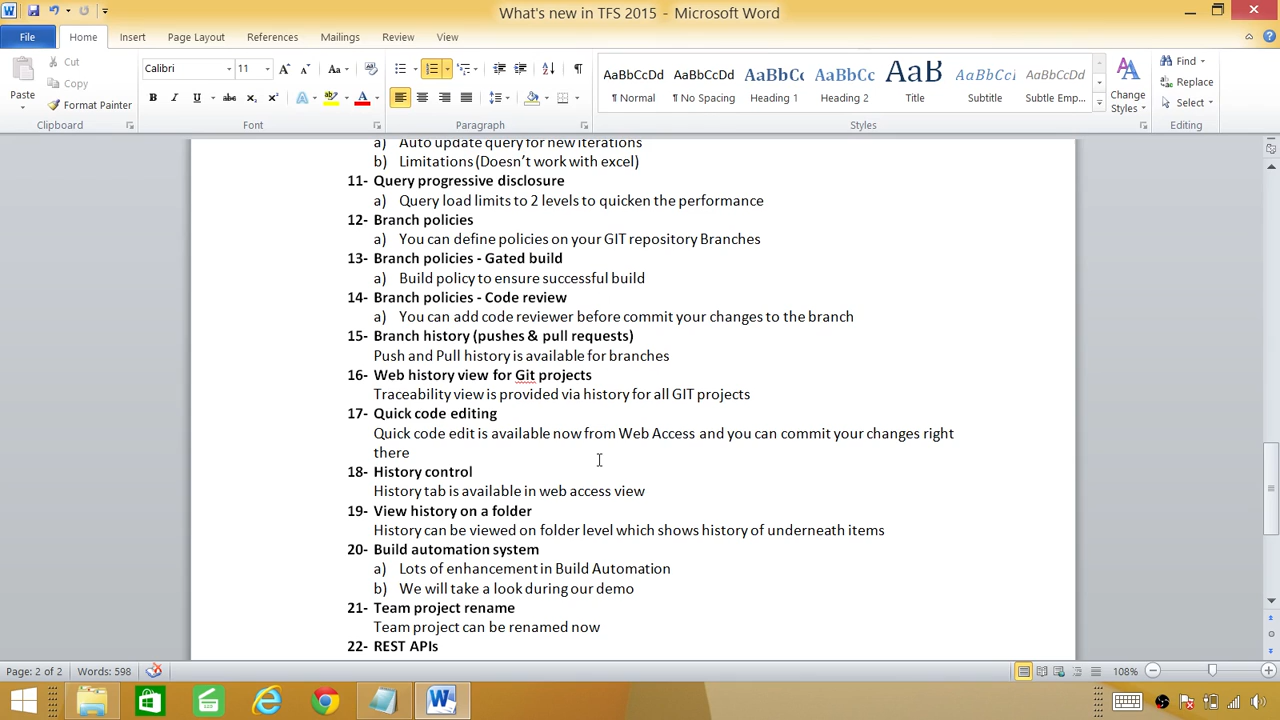 What's new in TFS 2015 - Microsoft Word
File Home Insert Page Layout References Mailings Review View
Cut
Copy
Paste
Format Painter
Clipboard
Calibri 11
Font
Paragraph
AaBbCcDd AaBbCcDd AaBbCc AaBbCc AaB AaBbCcDd AaBbCcDd
¶ Normal ¶ No Spacing Heading 1 Heading 2 Title Subtitle Subtle Emp...
Styles
Change
Styles
Find
Replace
Select
Editing
a) Auto update query for new iterations
b) Limitations (Doesn't work with excel)
11- Query progressive disclosure
a) Query load limits to 2 levels to quicken the performance
12- Branch policies
a) You can define policies on your GIT repository Branches
13- Branch policies - Gated build
a) Build policy to ensure successful build
14- Branch policies - Code review
a) You can add code reviewer before commit your changes to the branch
15- Branch history (pushes & pull requests)
Push and Pull history is available for branches
16- Web history view for Git projects
Traceability view is provided via history for all GIT projects
17- Quick code editing
Quick code edit is available now from Web Access and you can commit your changes right
there
18- History control
History tab is available in web access view
19- View history on a folder
History can be viewed on folder level which shows history of underneath items
20- Build automation system
a) Lots of enhancement in Build Automation
b) We will take a look during our demo
21- Team project rename
Team project can be renamed now
22- REST APIs
Page: 2 of 2 Words: 598 108%